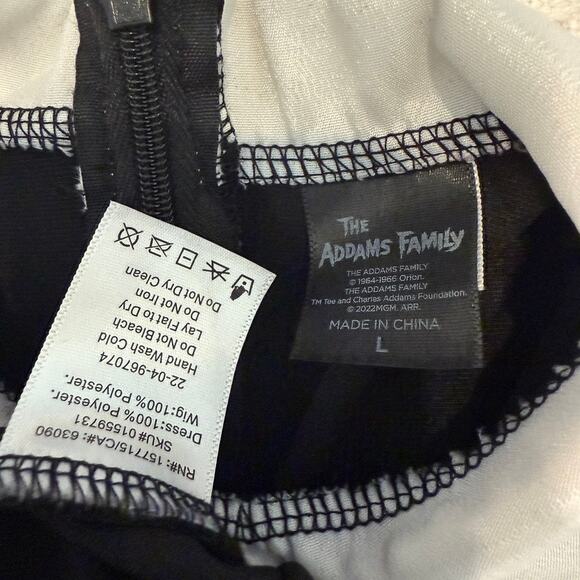 THE
ADDAMS FAMILY
THE ADDAMS FAMILY
© 1964-1966 Orion.
THE ADDAMS FAMILY
TM Tee and Charles Addams Foundation.
© 2022MGM. ARR.
MADE IN CHINA
L
RN#: 157715/CA#: 63090
SKU# 01559731
Dress:100% Polyester.
Wig:100% Polyester.
22-04-967074
Hand Wash Cold
Do Not Bleach
Lay Flat to Dry
Do Not Iron
Do Not Dry Clean